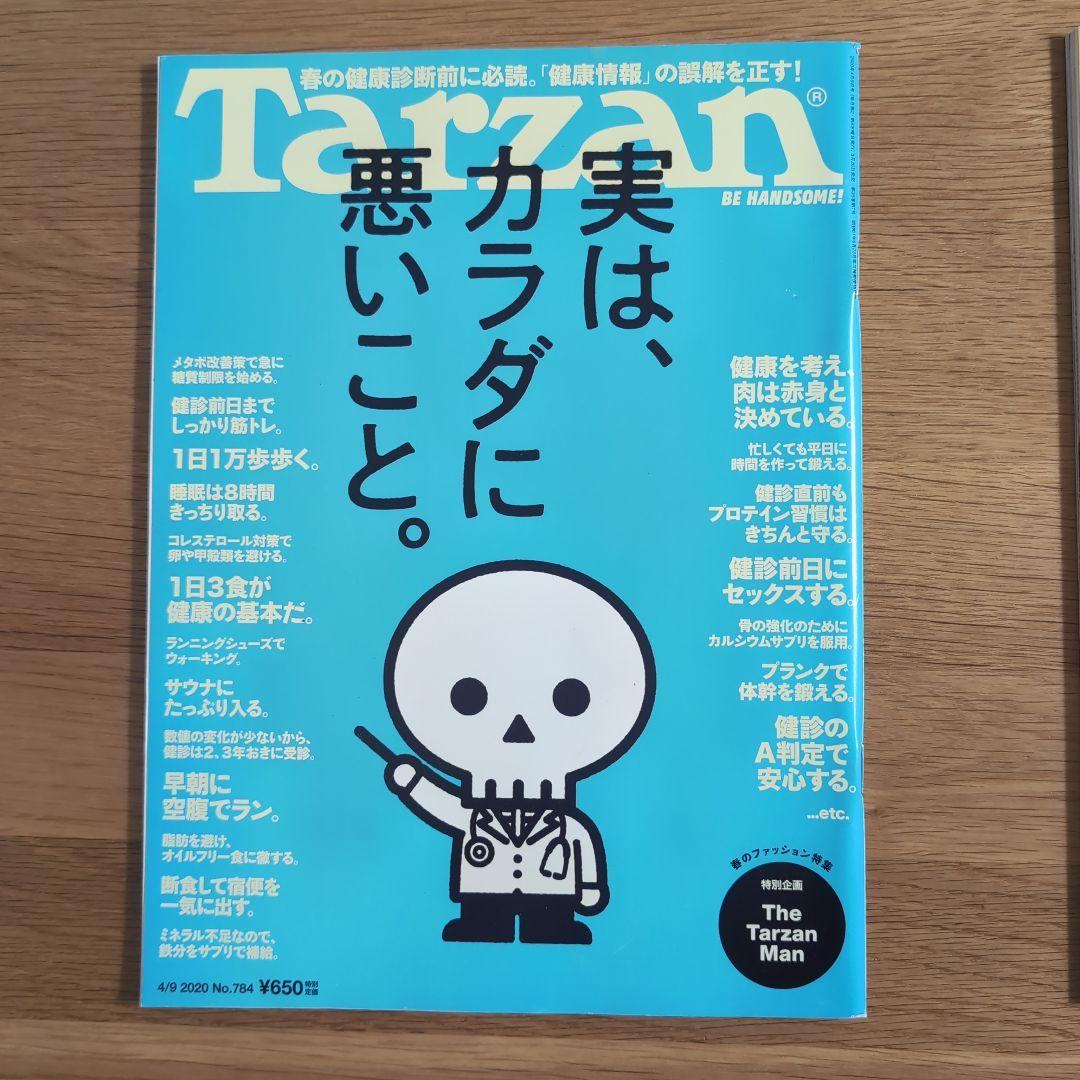 春の健康診断前に必読。「健康情報」の誤解を正す!
Tarzan®
BE HANDSOME!
実は、
カラダに
悪いこと。
メタボ改善策で急に
糖質制限を始める。
健診前日まで
しっかり筋トレ。
1日1万歩歩く。
睡眠は8時間
きっちり取る。
コレステロール対策で
卵や甲殻類を避ける。
1日3食が
健康の基本だ。
ランニングシューズで
ウォーキング。
サウナに
たっぷり入る。
数値の変化が少ないから、
健診は2、3年おきに受診。
早朝に
空腹でラン。
脂肪を避け、
オイルフリー食に徹する。
断食して宿便を
一気に出す。
ミネラル不足なので、
鉄分をサプリで補給。
4/9 2020 No.784 ¥650特別定価
健康を考え、
肉は赤身と
決めている。
忙しくても平日に
時間を作って鍛える。
健診直前も
プロテイン習慣は
きちんと守る。
健診前日に
セックスする。
骨の強化のために
カルシウムサプリを服用。
プランクで
体幹を鍛える。
健診の
A判定で
安心する。
...etc.
春のファッション特集
特別企画
The
Tarzan
Man